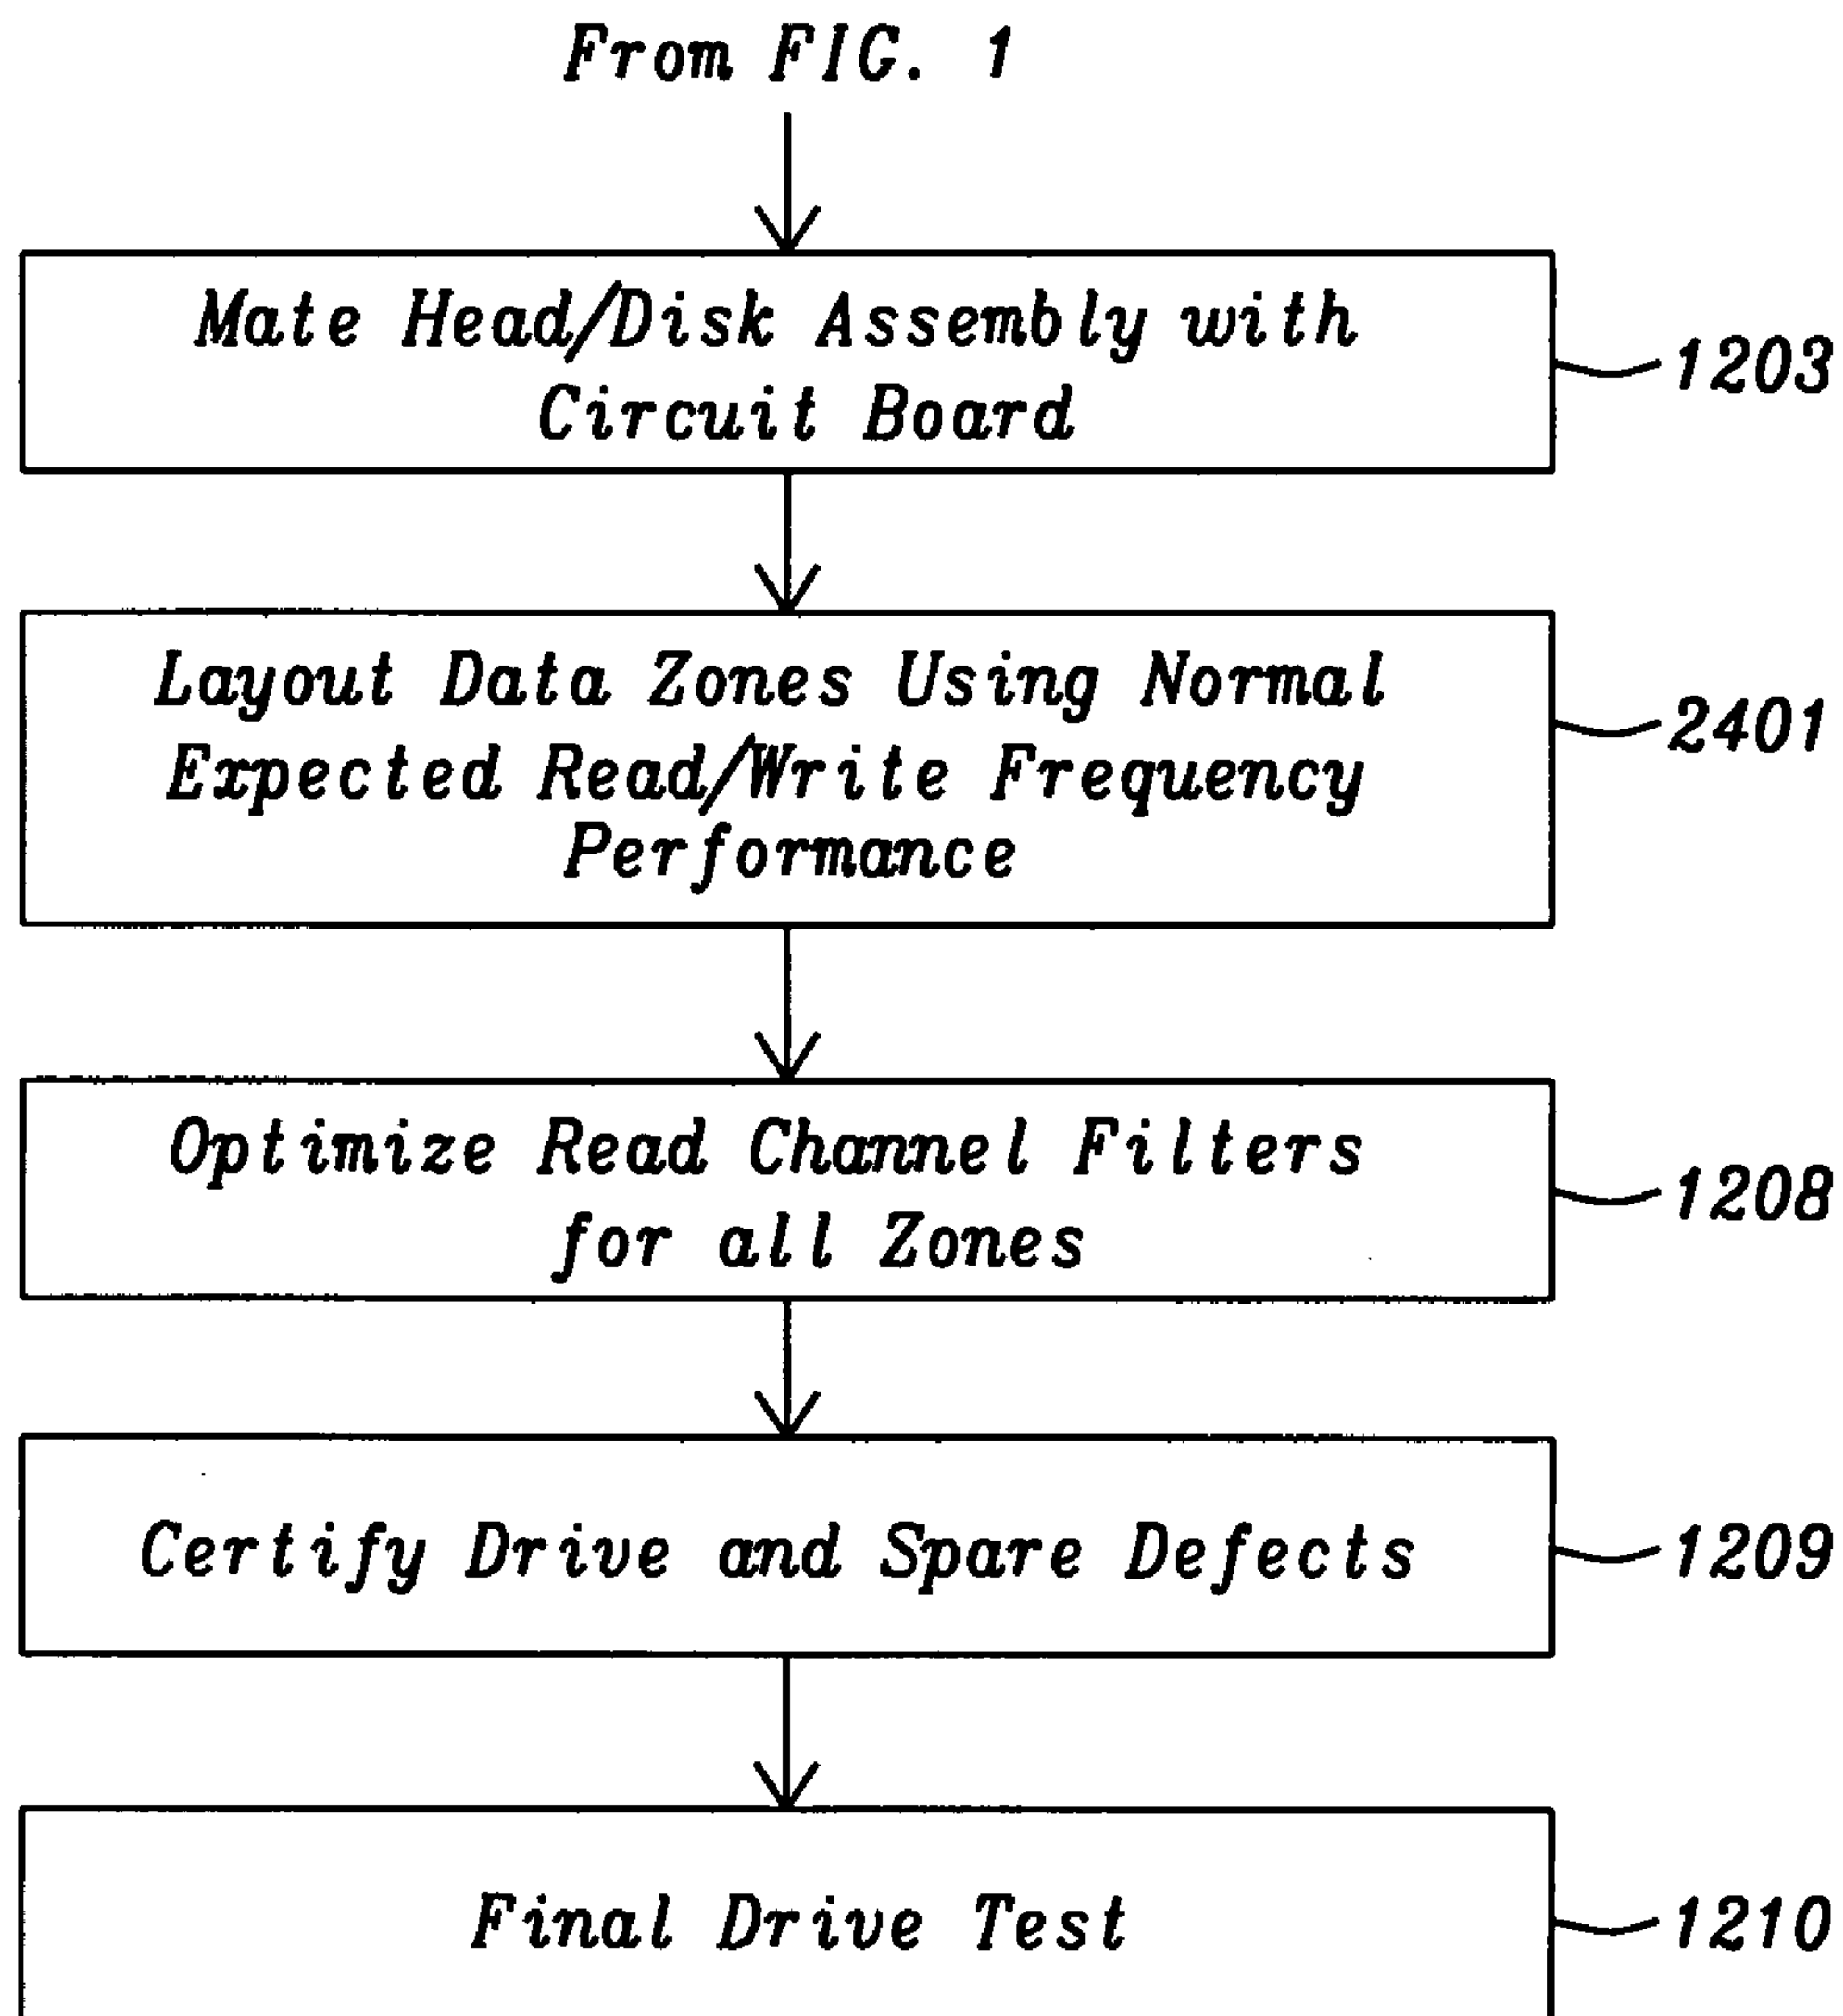 From FIG. 1
Mate Head/Disk Assembly with
Circuit Board
1203
Layout Data Zones Using Normal
Expected Read/Write Frequency
Performance
2401
Optimize Read Channel Filters
for all Zones
1208
Certify Drive and Spare Defects
1209
Final Drive Test
1210